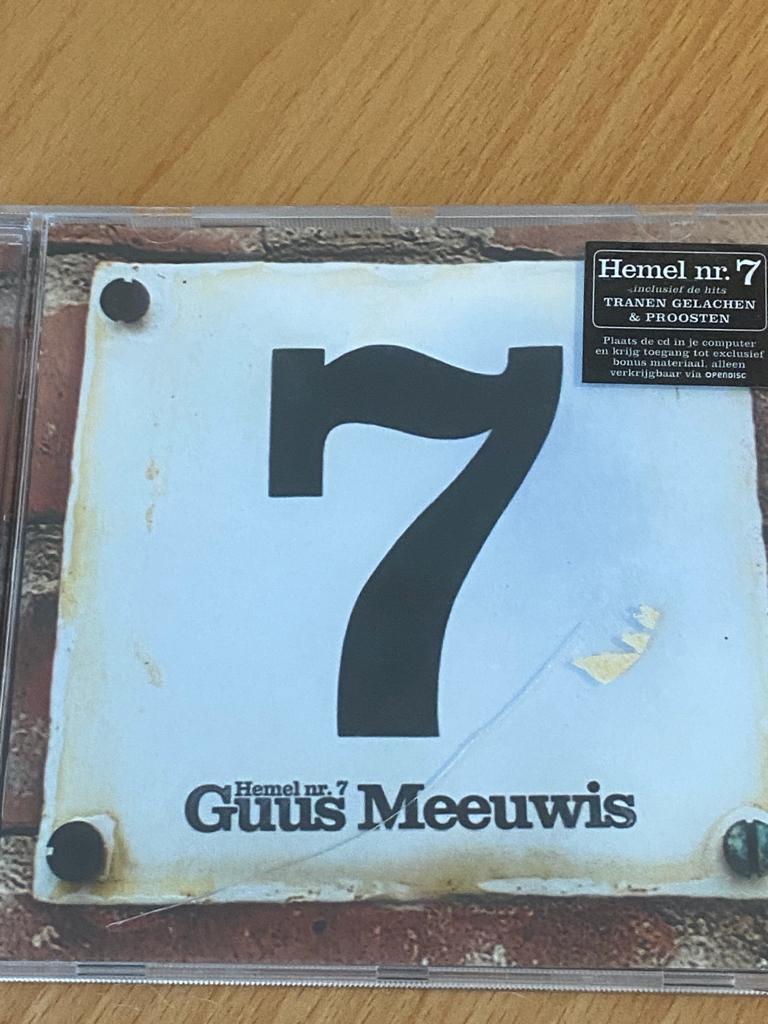 Hemel nr. 7
inclusief de hits
TRANEN GELACHEN
& PROOSTEN
Plaats de cd in je computer
en krijg toegang tot exclusief
bonus materiaal. alleen
verkrijgbaar via OPENDISC
7
Hemel nr. 7
Guus Meeuwis